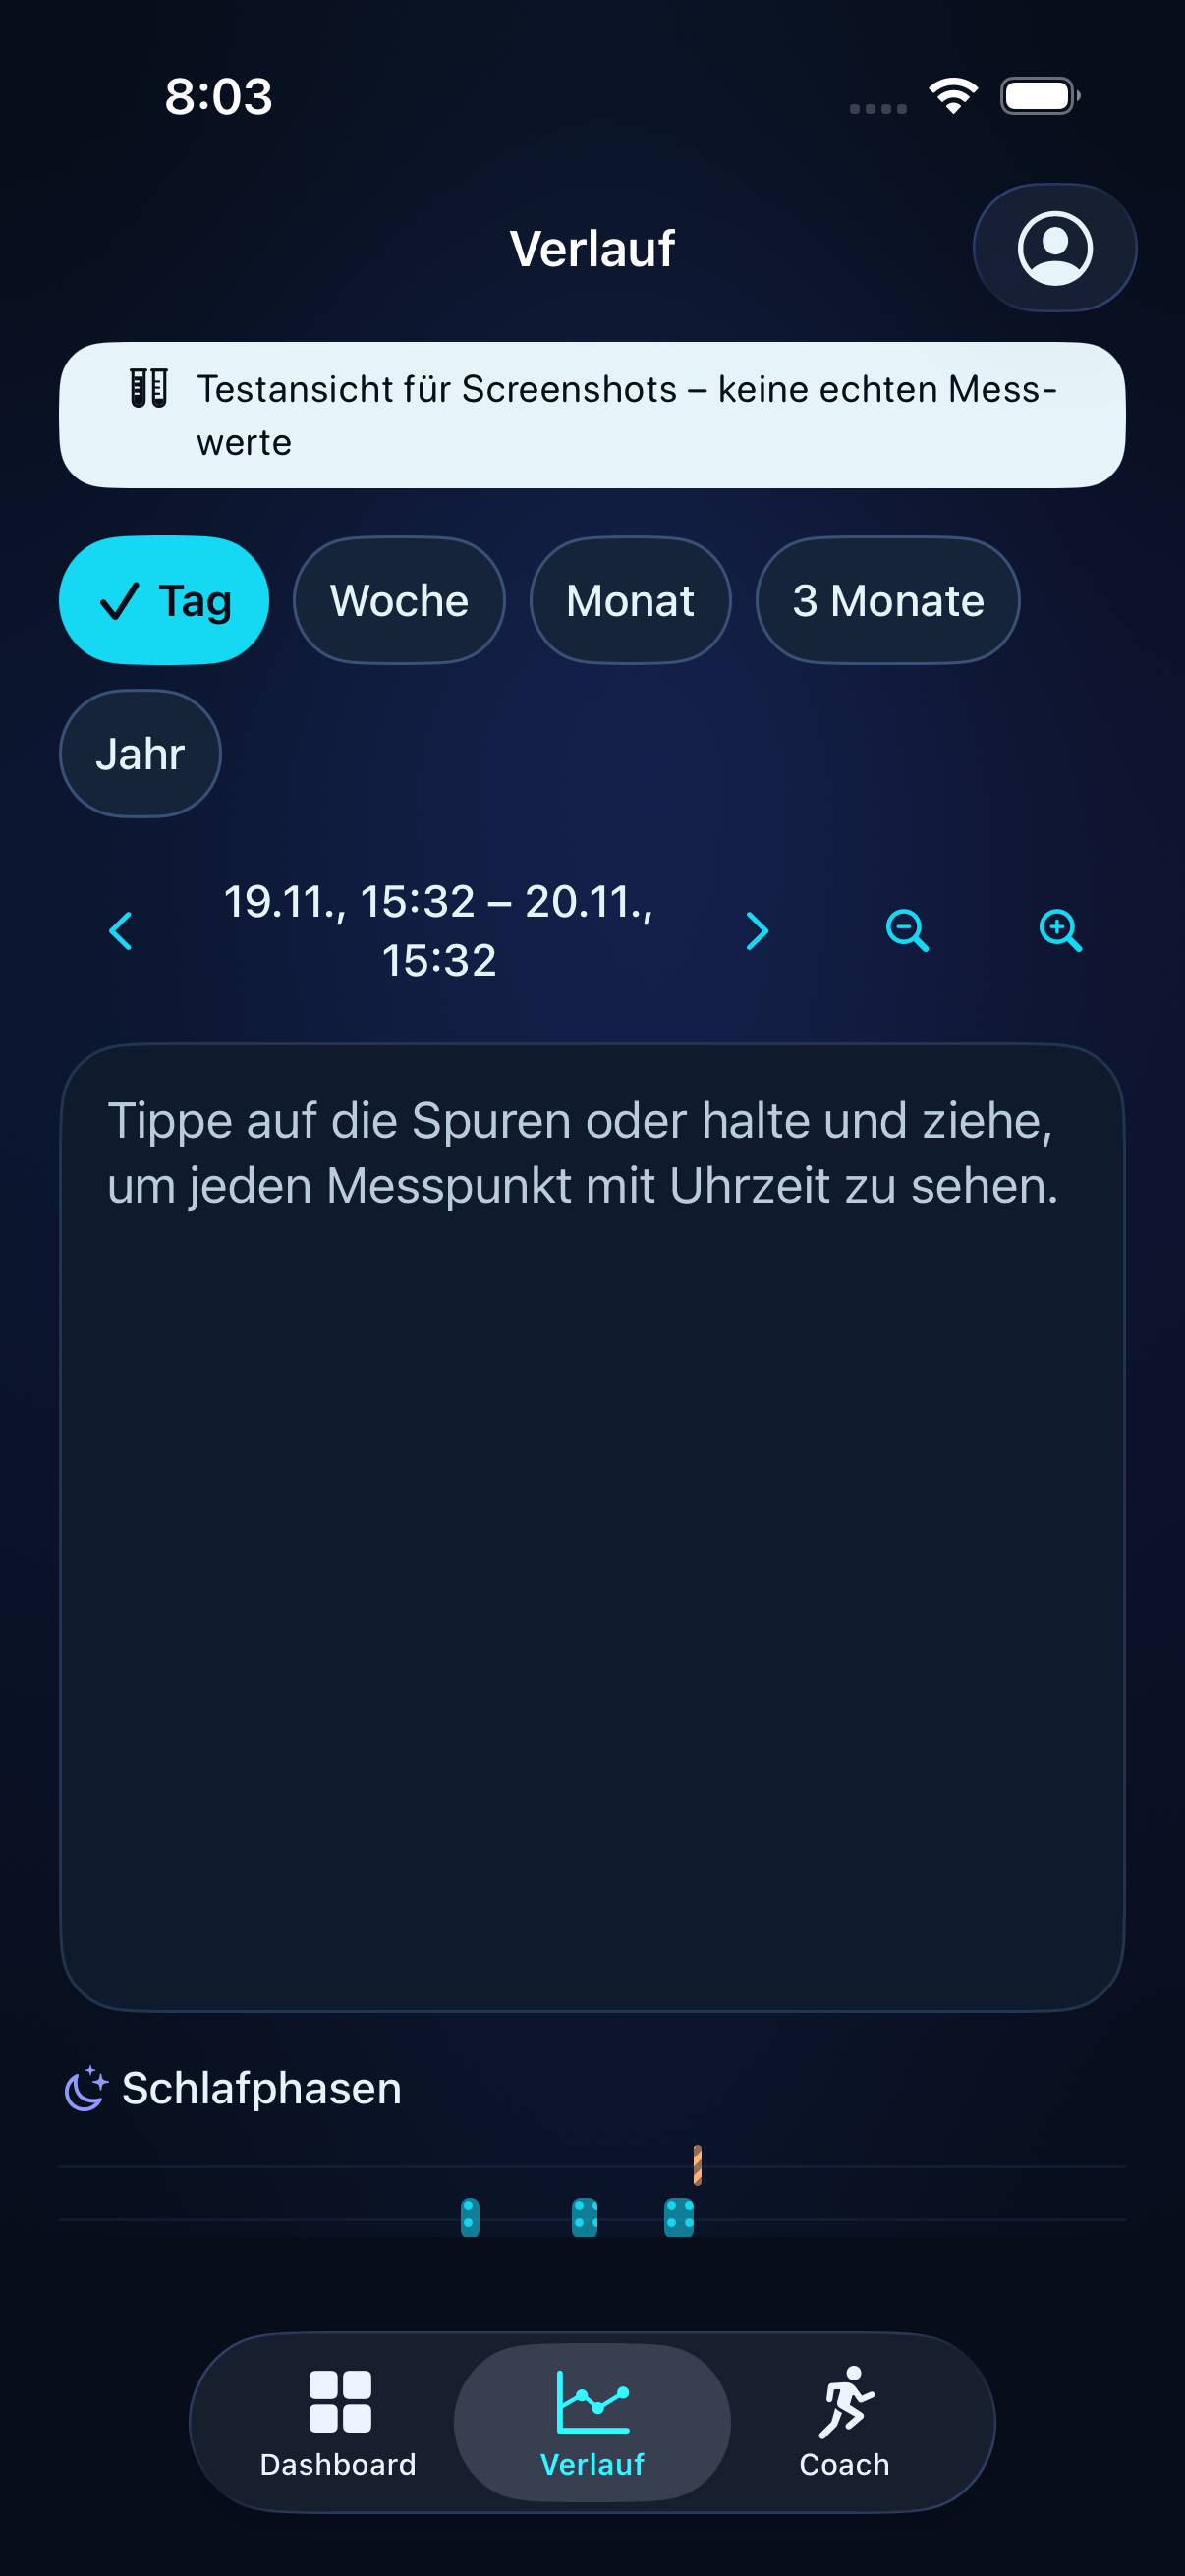 8:03
Verlauf
Testansicht für Screenshots – keine echten Mess-
werte
Tag
Woche
Monat
3 Monate
Jahr
19.11., 15:32 – 20.11.,
15:32
Tippe auf die Spuren oder halte und ziehe,
um jeden Messpunkt mit Uhrzeit zu sehen.
Schlafphasen
Dashboard
Verlauf
Coach